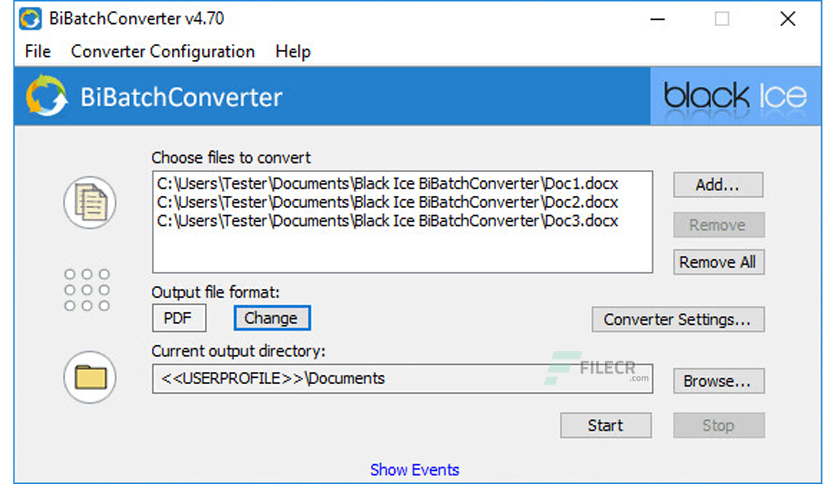 BiBatchConverter v4.70
File Converter Configuration Help
BiBatchConverter
black ice
Choose files to convert
C:\Users\Tester\Documents\Black Ice BiBatchConverter\Doc1.docx
C:\Users\Tester\Documents\Black Ice BiBatchConverter\Doc2.docx
C:\Users\Tester\Documents\Black Ice BiBatchConverter\Doc3.docx
Add...
Remove
Remove All
Output file format:
PDF
Change
Converter Settings...
Current output directory:
<<USERPROFILE>>\Documents
FILECR
.com
Browse...
Start
Stop
Show Events